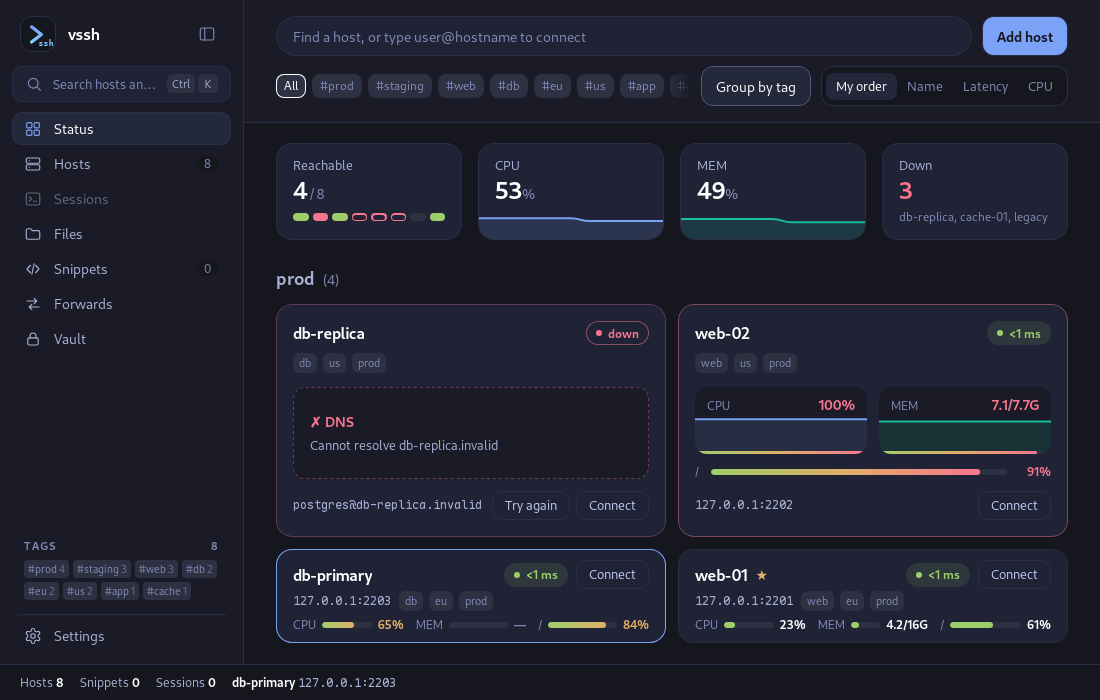 vssh
ssh
Search hosts an... Ctrl K
Status
Hosts 8
Sessions
Files
Snippets 0
Forwards
Vault
TAGS 8
#prod 4 #staging 3 #web 3 #db 2
#eu 2 #us 2 #app 1 #cache 1
Settings
Find a host, or type user@hostname to connect
Add host
All #prod #staging #web #db #eu #us #app
Group by tag
My order Name Latency CPU
Reachable
4 / 8
CPU
53%
MEM
49%
Down
3
db-replica, cache-01, legacy
prod (4)
db-replica down
db us prod
✗ DNS
Cannot resolve db-replica.invalid
postgres@db-replica.invalid Try again Connect
web-02 <1 ms
web us prod
CPU 100% MEM 7.1/7.7G
/ 91%
127.0.0.1:2202 Connect
db-primary <1 ms Connect
127.0.0.1:2203 db eu prod
CPU 65% MEM — / 84%
web-01 ★ <1 ms Connect
127.0.0.1:2201 web eu prod
CPU 23% MEM 4.2/16G / 61%
Hosts 8 Snippets 0 Sessions 0 db-primary 127.0.0.1:2203